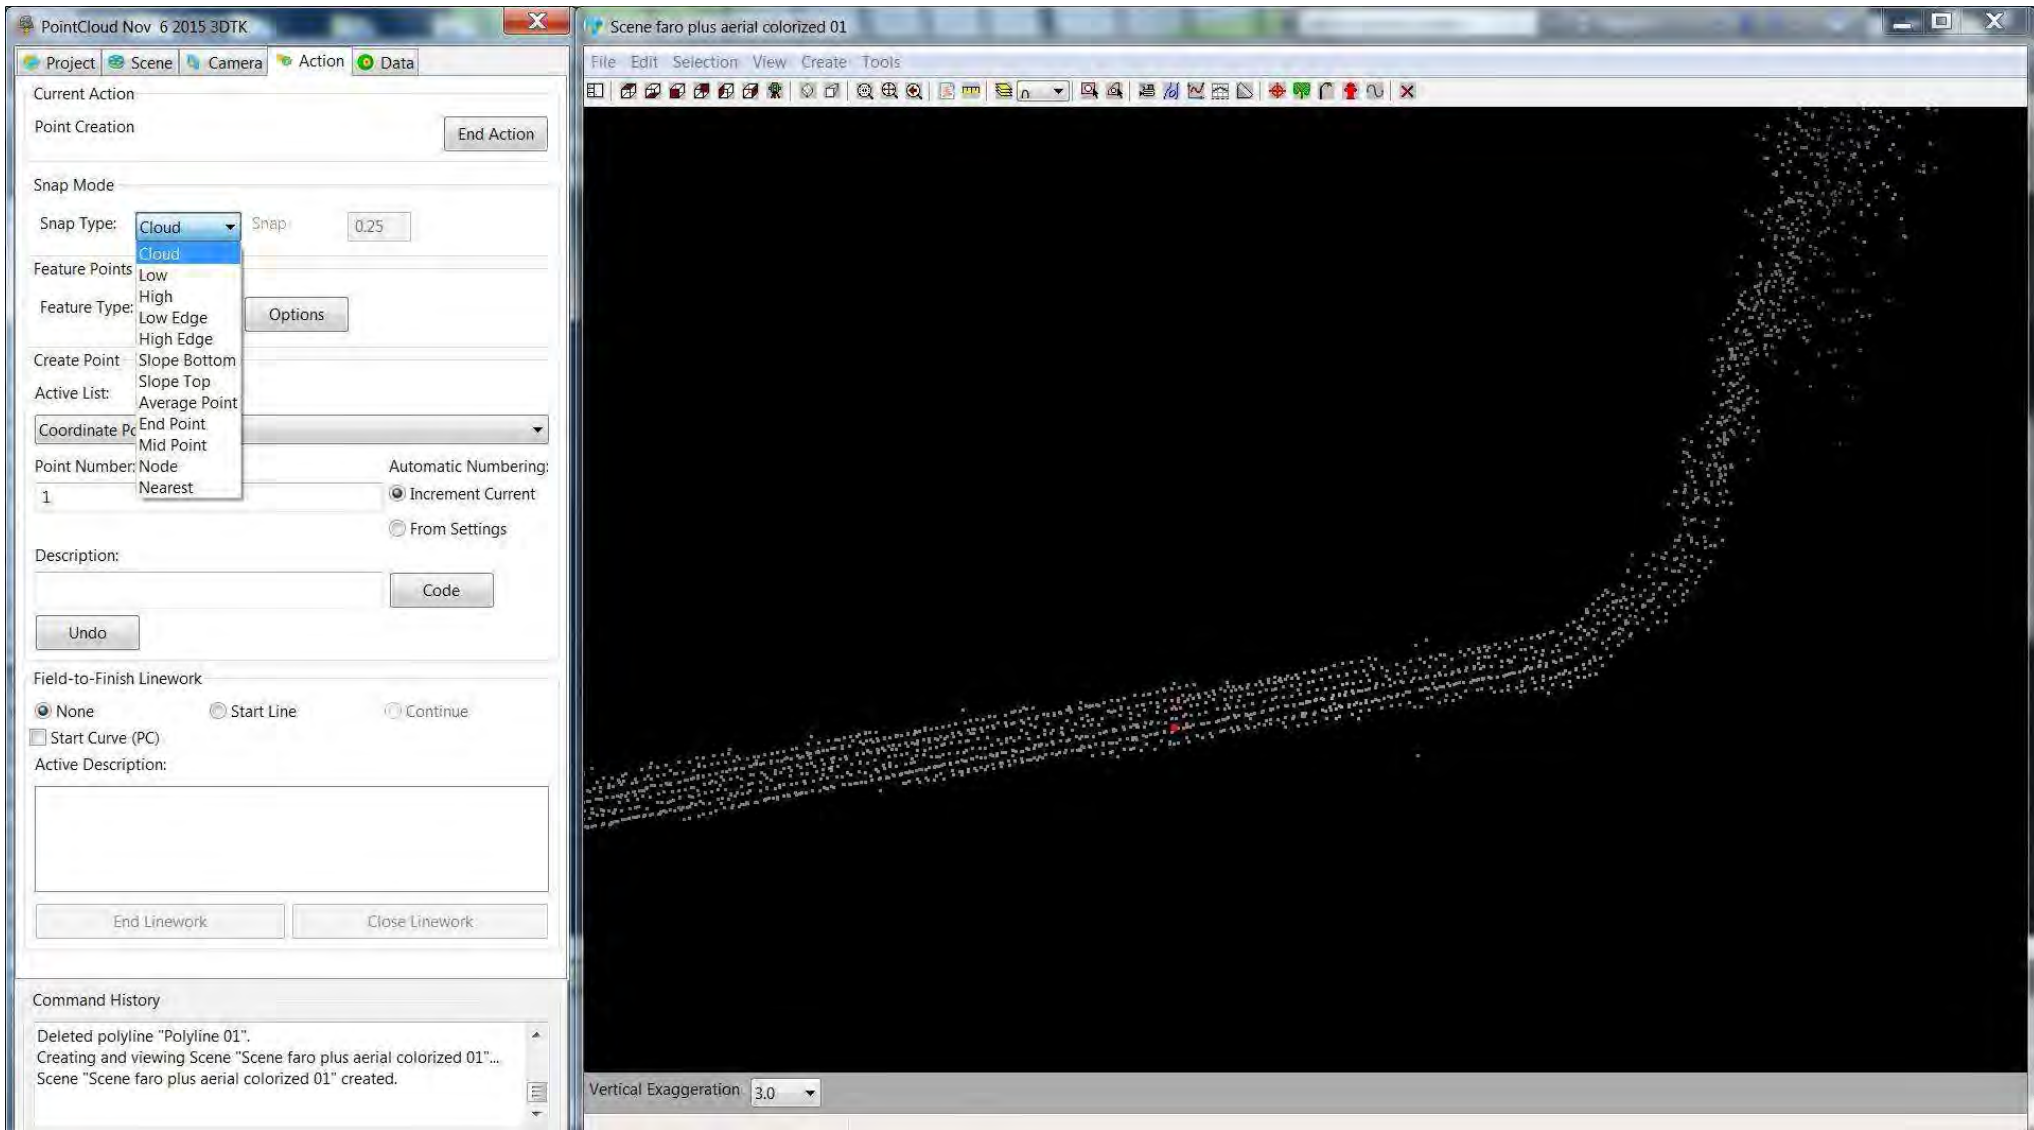 PointCloud Nov 6 2015 3DTK
Project Scene Camera Action Data
Current Action
Point Creation
End Action
Snap Mode
Snap Type: Cloud Snap 0.25
Cloud
Low
High
Low Edge
High Edge
Slope Bottom
Slope Top
Average Point
End Point
Mid Point
Node
Nearest
Feature Points
Feature Type:
Options
Create Point
Active List:
Coordinate Po
Point Number:
1
Automatic Numbering:
Increment Current
From Settings
Description:
Code
Undo
Field-to-Finish Linework
None Start Line Continue
Start Curve (PC)
Active Description:
End Linework Close Linework
Command History
Deleted polyline "Polyline 01".
Creating and viewing Scene "Scene faro plus aerial colorized 01"...
Scene "Scene faro plus aerial colorized 01" created.
Scene faro plus aerial colorized 01
File Edit Selection View Create Tools
Vertical Exaggeration 3.0